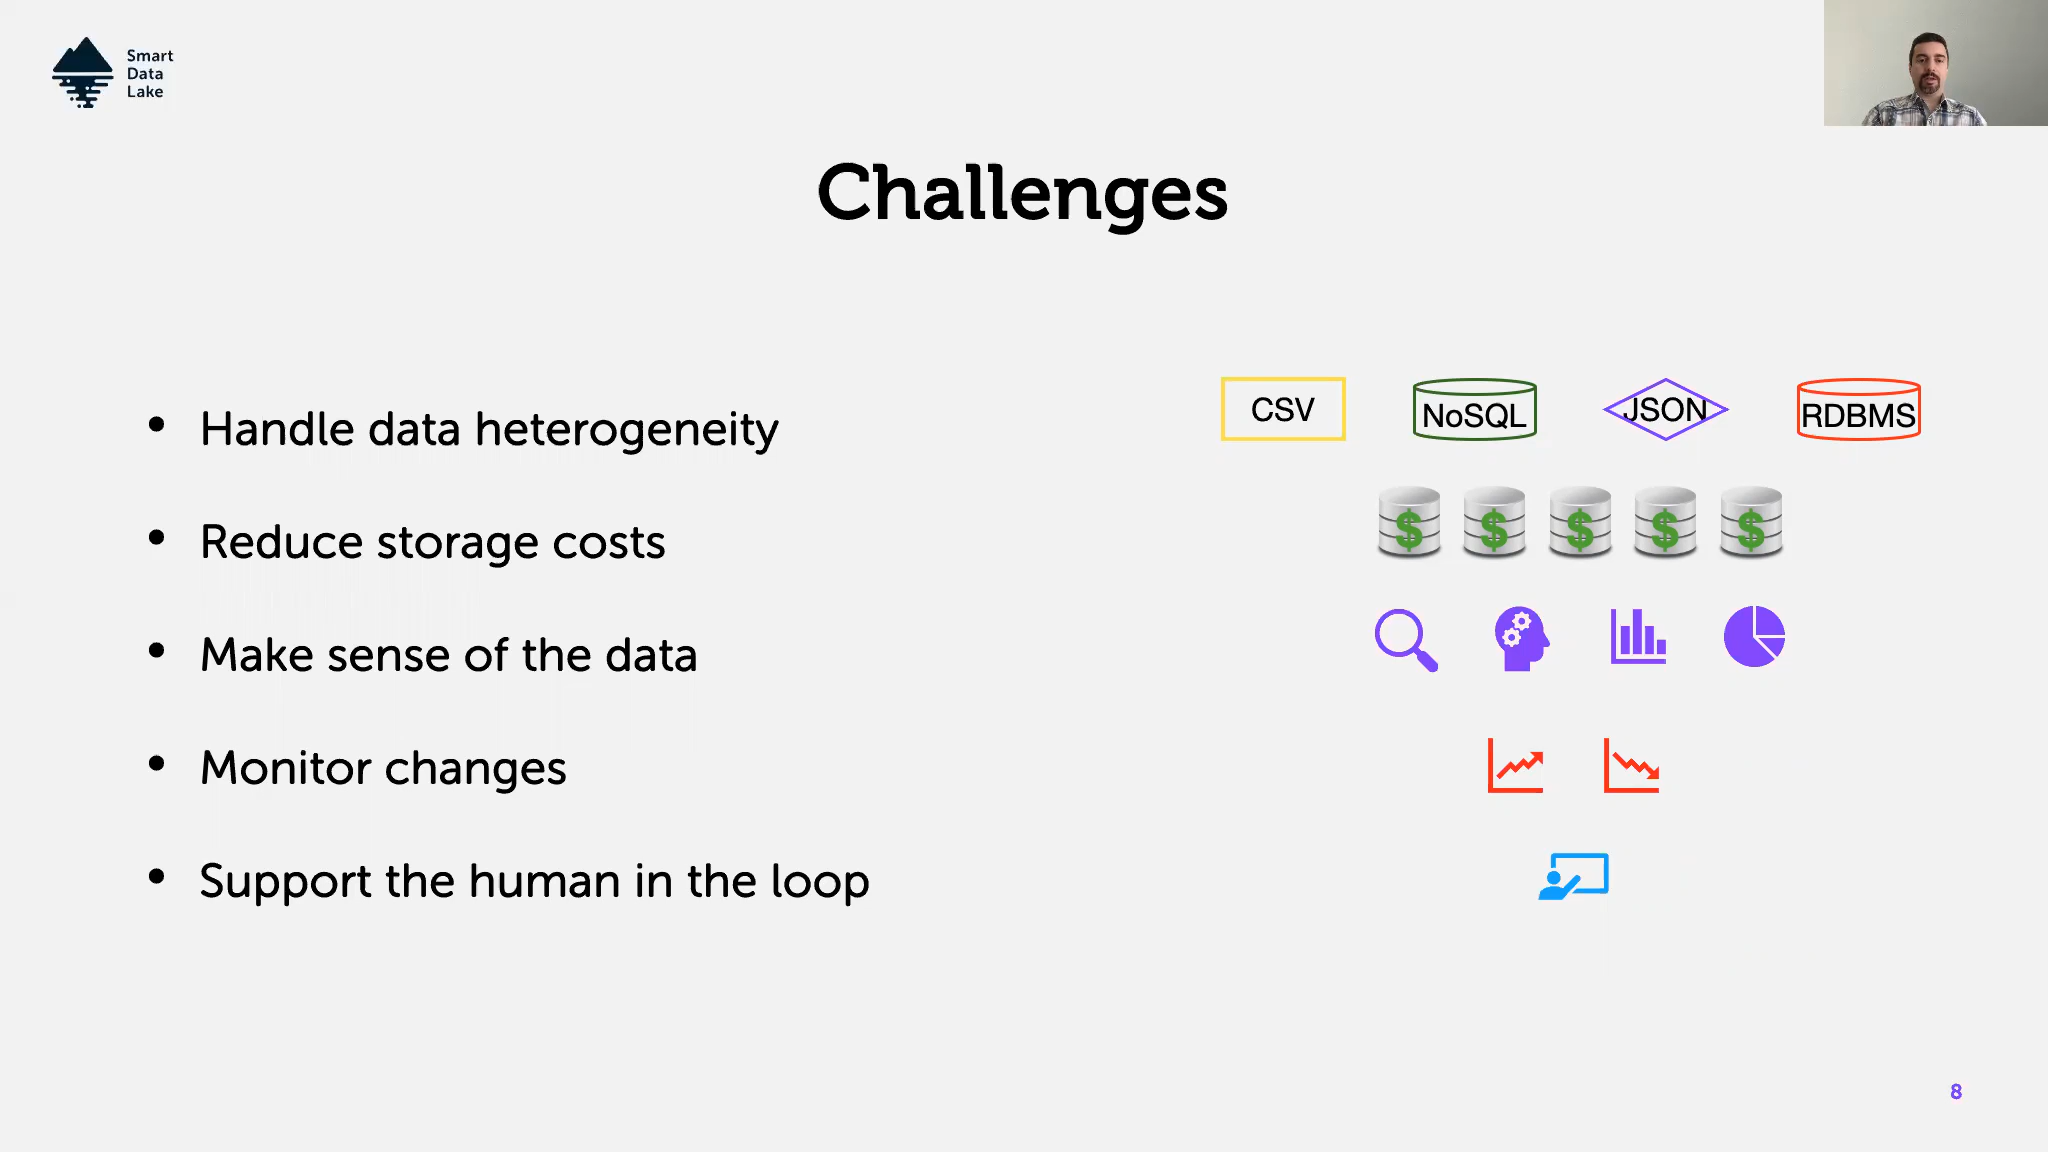 Smart
Data
Lake
Challenges
• Handle data heterogeneity
CSV NoSQL JSON RDBMS
• Reduce storage costs
$ $ $ $ $
• Make sense of the data
• Monitor changes
• Support the human in the loop
8